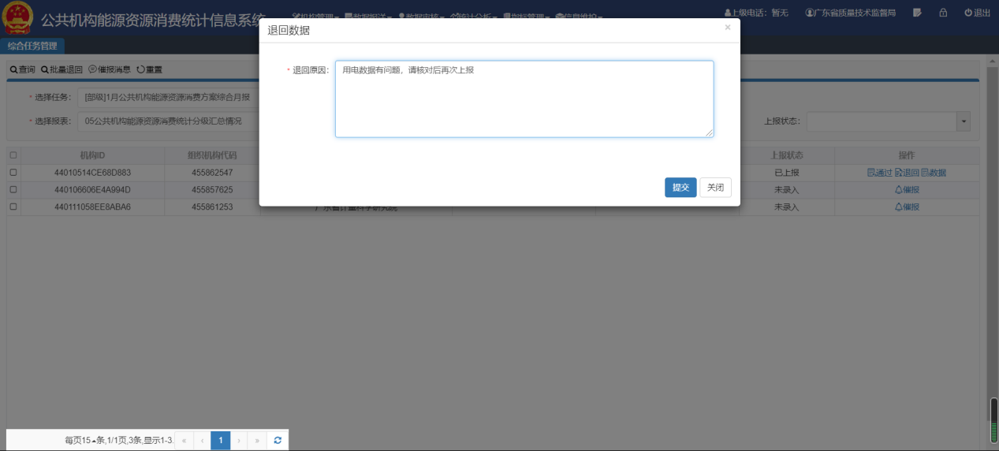 公共机构能源资源消费统计信息系统
机构管理 数据报送 数据审核 统计分析 指标管理 信息维护
上级电话：暂无 广东省质量技术监督局 退出
综合任务管理
退回数据 ×
* 退回原因： 用电数据有问题，请核对后再次上报
提交 关闭
查询 批量退回 催报消息 重置
* 选择任务： [部级]1月公共机构能源资源消费方案综合月报
* 选择报表： 05公共机构能源资源消费统计分级汇总情况 上报状态：
机构ID 组织机构代码 上报状态 操作
44010514CE68D883 455862547 已上报 通过 退回 数据
440106606E4A994D 455857625 未录入 催报
440111058EE8ABA6 455861253 广东省计量科学研究院 未录入 催报
每页15条,1/1页,3条,显示1-3. « ‹ 1 › »